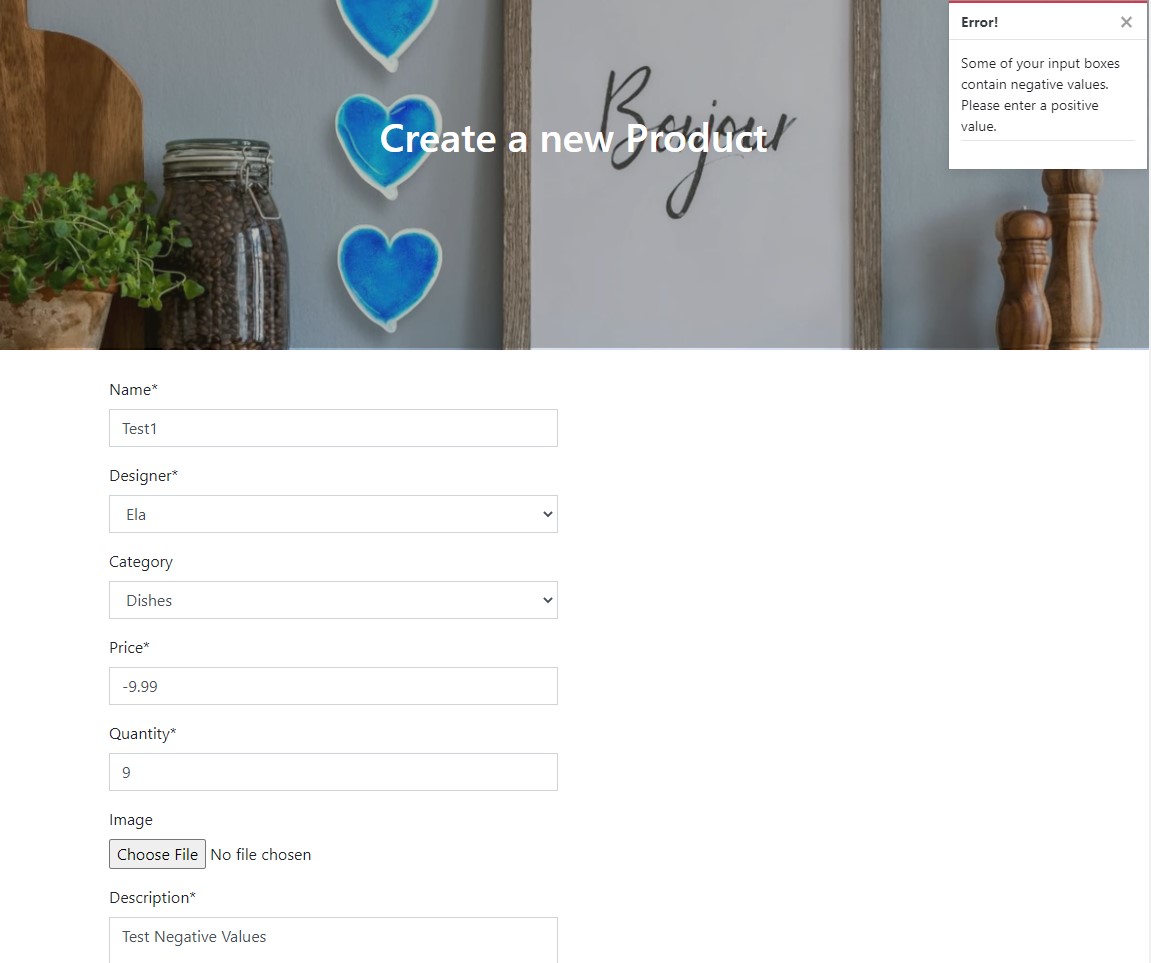 Error!
Some of your input boxes
contain negative values.
Please enter a positive
value.
Bonjour
Create a new Product
Name*
Test1
Designer*
Ela
Category
Dishes
Price*
-9.99
Quantity*
9
Image
Choose File No file chosen
Description*
Test Negative Values